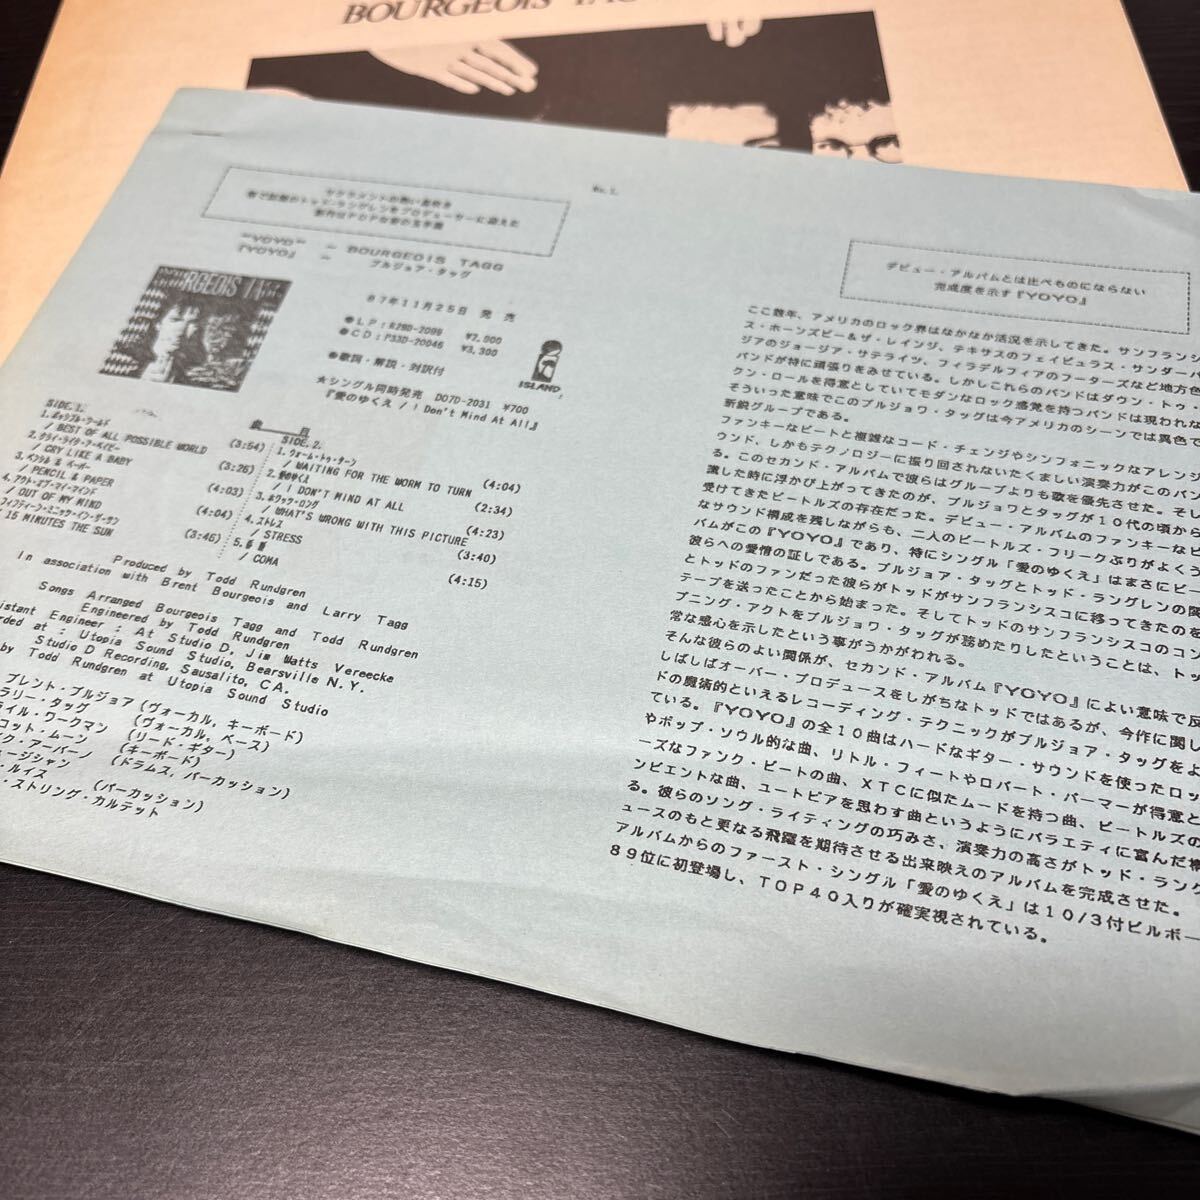 BOURGEOIS
No. 1.
サクラメントの熱い息吹き
奇才トッド・ラングレンをプロデューサーに迎えた
"YOYO" ~ BOURGEOIS TAGG
『YOYO』 ~ ブルジョア・タッグ
RGEOIS TA
87年11月25日 発売
●LP:R28D-2099 ¥2,800
●CD:P33D-20046 ¥3,300
●歌詞・解説・対訳付
ISLAND
★シングル同時発売 DO7D-2031 ¥700
『愛のゆくえ/I Don't Mind At All』
曲 目
SIDE. 1.
1. ポッシブル・ワールド
/ BEST OF ALL POSSIBLE WORLD (3:54)
2. クライ・ライク・ア・ベイビー
/ CRY LIKE A BABY (3:26)
3. ペンシル & ペーパー
/ PENCIL & PAPER (4:03)
4. アウト・オブ・マイ・マインド
/ OUT OF MY MIND (4:04)
フィフティーン・ミニッツ・イン・ザ・サン
15 MINUTES THE SUN (3:46)
SIDE. 2.
1. ウォーム・トゥ・ターン
/ WAITING FOR THE WORM TO TURN (4:04)
2. 愛のゆくえ
/ I DON'T MIND AT ALL (2:34)
3. ホワッツ・ロング
/ WHAT'S WRONG WITH THIS PICTURE (4:23)
4. ストレス
/ STRESS (3:40)
5. 昏睡
/ COMA (4:15)
Produced by Todd Rundgren
In association with Brent Bourgeois and Larry Tagg
Songs Arranged Bourgeois Tagg and Todd Rundgren
Engineered by Todd Rundgren
istant Engineer: At Studio D, Jim Watts Vereecke
rded at : Utopia Sound Studio, Bearsville N.Y.
Studio D Recording, Sausalito, CA.
by Todd Rundgren at Utopia Sound Studio
ブレント・ブルジョア (ヴォーカル, キーボード)
ラリー・タッグ (ヴォーカル, ベース)
イル・ワークマン (リード・ギター)
コット・ムーン (キーボード)
ク・アーバーノ (ドラムス, パーカッション)
ージシャン
・ルイス (パーカッション)
・ストリング・カルテット
デビュー・アルバムとは比べものにならない
完成度を示す『YOYO』
ここ数年、アメリカのロック界はなかなか活況を示してきた。サンフランシ
ス・ホーンズビー&ザ・レインジ、テキサスのフェイビュラス・サンダーバ
ジアのジョージア・サテライツ、フィラデルフィアのフーターズなど地方色
バンドが特に頑張りをみせている。しかしこれらのバンドはダウン・トゥ・
クン・ロールを得意としていてモダンなロック感覚を持つバンドは現われな
そういった意味でこのブルジョワ・タッグは今アメリカのシーンでは異色で
新鋭グループである。
ファンキーなビートと複雑なコード・チェンジやシンフォニックなアレンジ
ウンド、しかもテクノロジーに振り回されないたくましい演奏力がこのバン
る。このセカンド・アルバムで彼らはグループよりも歌を優先させた。そし
識した時に浮かび上がってきたのが、ブルジョワとタッグが10代の頃から
受けてきたビートルズの存在だった。デビュー・アルバムのファンキーなビ
なサウンド構成を残しながらも、二人のビートルズ・フリークぶりがよくう
バムがこの『YOYO』であり、特にシングル「愛のゆくえ」はまさにビー
彼らへの愛情の証しである。ブルジョア・タッグとトッド・ラングレンの関
とトッドのファンだった彼らがトッドがサンフランシスコに移ってきたのを
テープを送ったことから始まった。そしてトッドのサンフランシスコのコン
プニング・アクトをブルジョワ・タッグが務めたりしたということは、トッ
常な感心を示したという事がうかがわれる。
そんな彼らのよい関係が、セカンド・アルバム『YOYO』によい意味で反
しばしばオーバー・プロデュースをしがちなトッドではあるが、今作に関し
ドの魔術的といえるレコーディング・テクニックがブルジョア・タッグをよ
ている。『YOYO』の全10曲はハードなギター・サウンドを使ったロッ
やポップ・ソウル的な曲、リトル・フィートやロバート・パーマーが得意と
ーズなファンク・ビートの曲、XTCに似たムードを持つ曲、ビートルズの
ンビエントな曲、ユートピアを思わす曲というようにバラエティに富んだ構
る。彼らのソング・ライティングの巧みさ、演奏力の高さがトッド・ラング
ュースのもと更なる飛躍を期待させる出来映えのアルバムを完成させた。
アルバムからのファースト・シングル「愛のゆくえ」は10/3付ビルボー
89位に初登場し、TOP40入りが確実視されている。